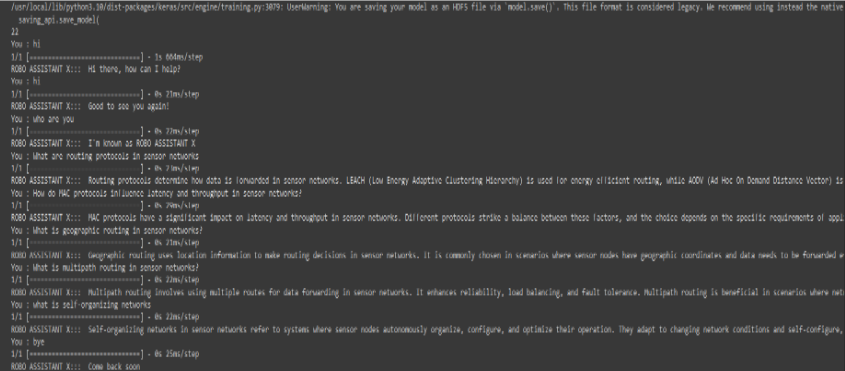 /usr/local/lib/python3.10/dist-packages/keras/src/engine/training.py:3079: UserWarning: You are saving your model as an HDF5 file via `model.save()`. This file format is considered legacy. We recommend using instead the native
saving_api.save_model(
22
You : hi
1/1 [==============================] - 1s 664ms/step
ROBO ASSISTANT X::: Hi there, how can I help?
You : hi
1/1 [==============================] - 0s 21ms/step
ROBO ASSISTANT X::: Good to see you again!
You : who are you
1/1 [==============================] - 0s 22ms/step
ROBO ASSISTANT X::: I'm known as ROBO ASSISTANT X
You : What are routing protocols in sensor networks
1/1 [==============================] - 0s 23ms/step
ROBO ASSISTANT X::: Routing protocols determine how data is forwarded in sensor networks. LEACH (Low Energy Adaptive Clustering Hierarchy) is used for energy efficient routing, while AODV (Ad Hoc On Demand Distance Vector) is
You : How do MAC protocols influence latency and throughput in sensor networks?
1/1 [==============================] - 0s 29ms/step
ROBO ASSISTANT X::: MAC protocols have a significant impact on latency and throughput in sensor networks. Different protocols strike a balance between these factors, and the choice depends on the specific requirements of appl
You : What is geographic routing in sensor networks?
1/1 [==============================] - 0s 21ms/step
ROBO ASSISTANT X::: Geographic routing uses location information to make routing decisions in sensor networks. It is commonly chosen in scenarios where sensor nodes have geographic coordinates and data needs to be forwarded e
You : What is multipath routing in sensor networks?
1/1 [==============================] - 0s 22ms/step
ROBO ASSISTANT X::: Multipath routing involves using multiple routes for data forwarding in sensor networks. It enhances reliability, load balancing, and fault tolerance. Multipath routing is beneficial in scenarios where net
You : what is self-organizing networks
1/1 [==============================] - 0s 22ms/step
ROBO ASSISTANT X::: Self-organizing networks in sensor networks refer to systems where sensor nodes autonomously organize, configure, and optimize their operation. They adapt to changing network conditions and self-configure,
You : bye
1/1 [==============================] - 0s 25ms/step
ROBO ASSISTANT X::: Come back soon